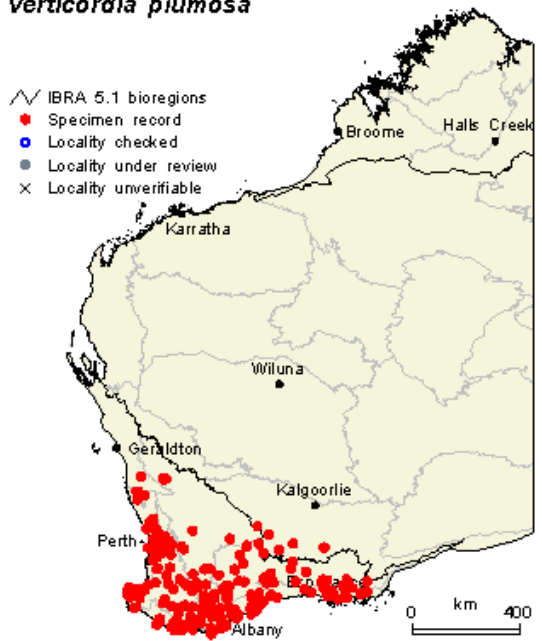 Verticordia plumosa
IBRA 5.1 bioregions
Specimen record
Locality checked
Locality under review
Locality unverifiable
Broome
Halls Creek
Karratha
Wiluna
Geraldton
Kalgoorlie
Perth
Esperance
Albany
0 km 400